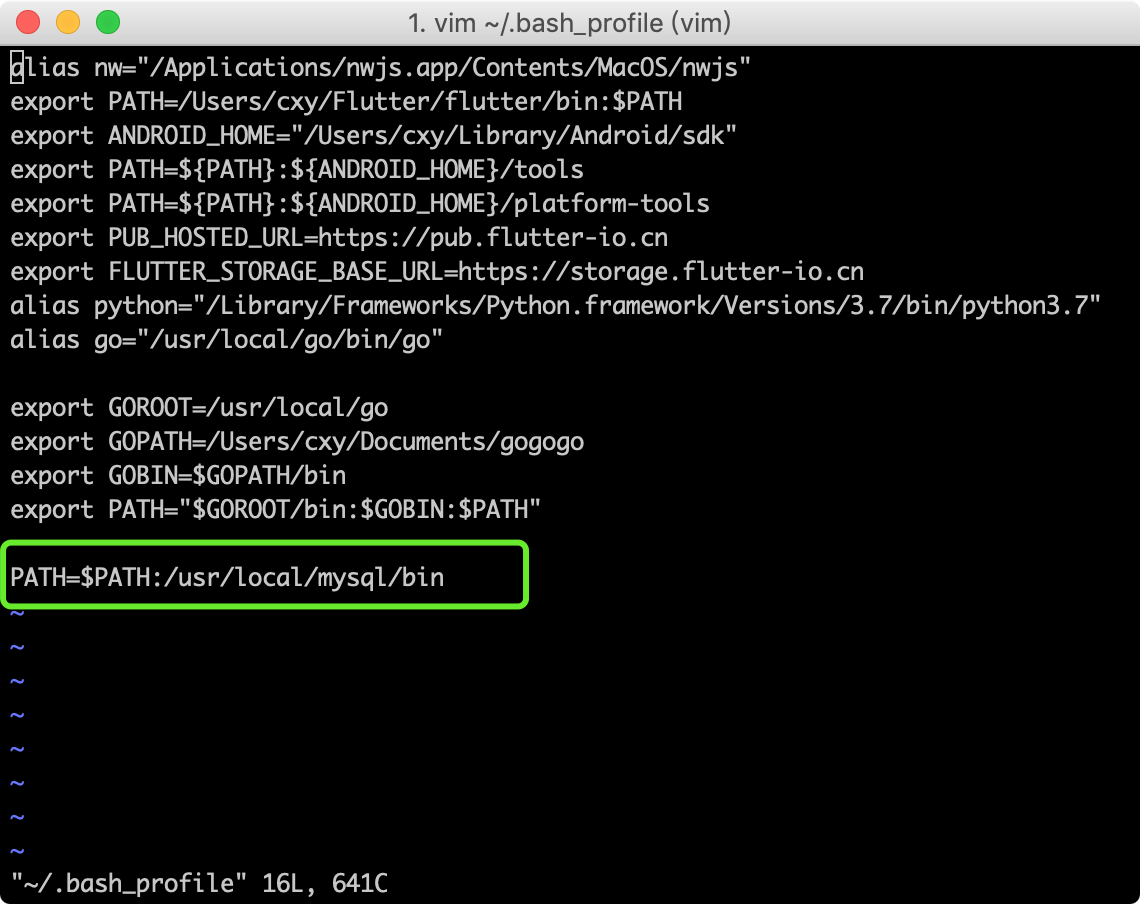 1. vim ~/.bash_profile (vim)
alias nw="/Applications/nwjs.app/Contents/MacOS/nwjs"
export PATH=/Users/cxy/Flutter/flutter/bin:$PATH
export ANDROID_HOME="/Users/cxy/Library/Android/sdk"
export PATH=${PATH}:${ANDROID_HOME}/tools
export PATH=${PATH}:${ANDROID_HOME}/platform-tools
export PUB_HOSTED_URL=https://pub.flutter-io.cn
export FLUTTER_STORAGE_BASE_URL=https://storage.flutter-io.cn
alias python="/Library/Frameworks/Python.framework/Versions/3.7/bin/python3.7"
alias go="/usr/local/go/bin/go"
export GOROOT=/usr/local/go
export GOPATH=/Users/cxy/Documents/gogogo
export GOBIN=$GOPATH/bin
export PATH="$GOROOT/bin:$GOBIN:$PATH"
PATH=$PATH:/usr/local/mysql/bin
~
~
~
~
~
~
~
~
"~/.bash_profile" 16L, 641C